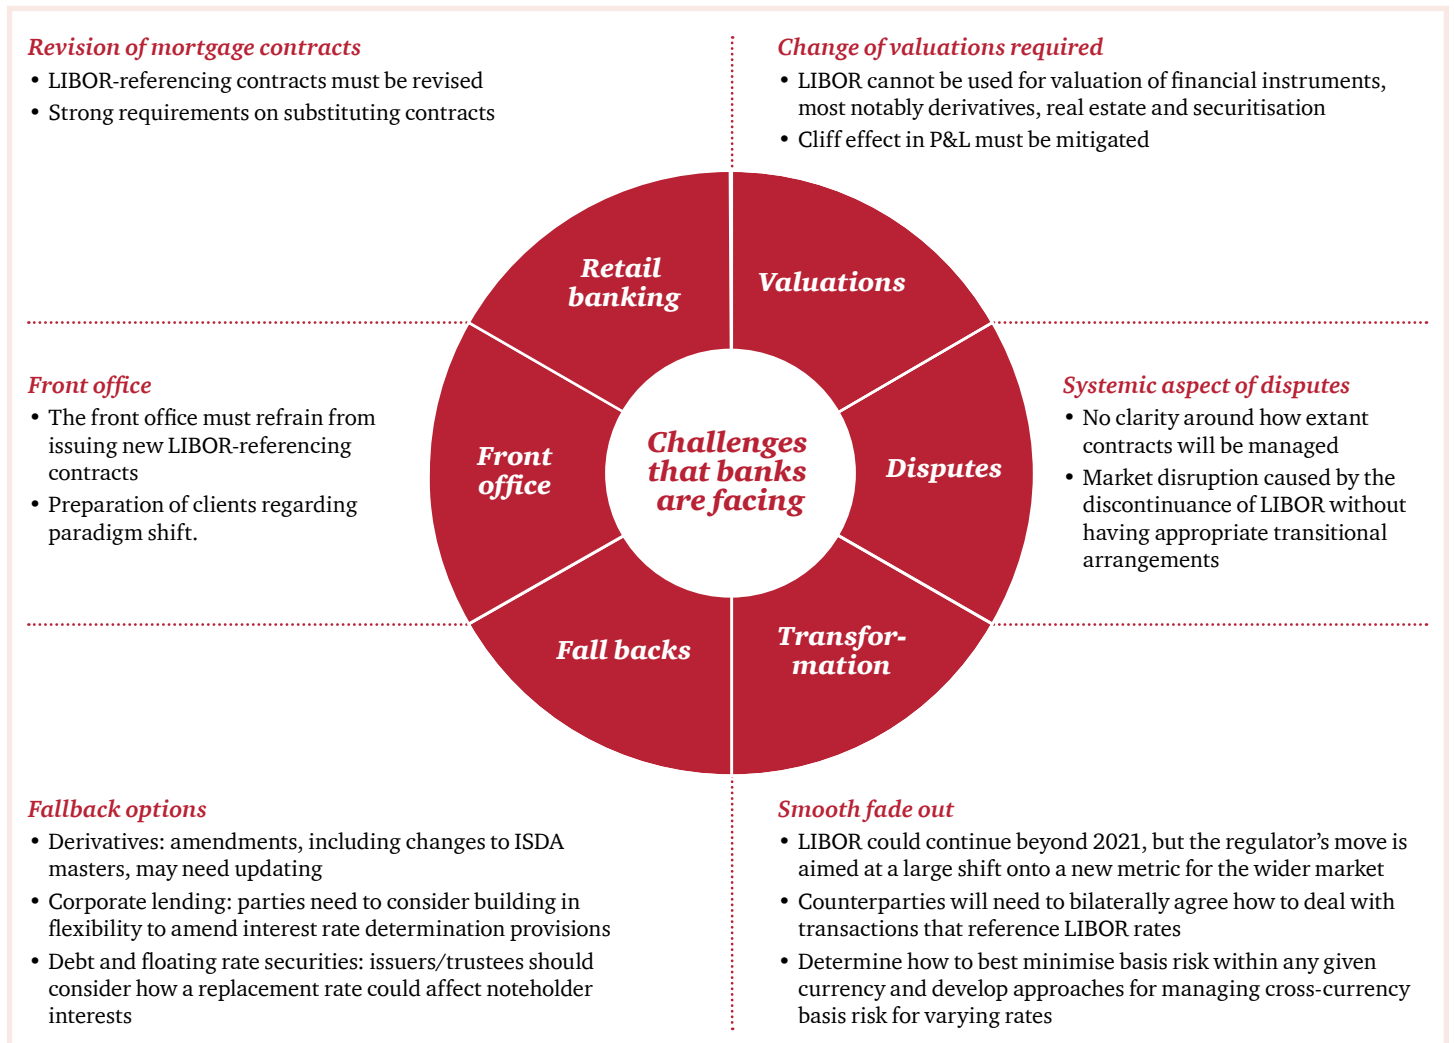 Revision of mortgage contracts
• LIBOR-referencing contracts must be revised
• Strong requirements on substituting contracts
Change of valuations required
• LIBOR cannot be used for valuation of financial instruments,
most notably derivatives, real estate and securitisation
• Cliff effect in P&L must be mitigated
Retail
banking
Valuations
Front office
• The front office must refrain from
issuing new LIBOR-referencing
contracts
• Preparation of clients regarding
paradigm shift.
Front
office
Challenges
that banks
are facing
Disputes
Systemic aspect of disputes
• No clarity around how extant
contracts will be managed
• Market disruption caused by the
discontinuance of LIBOR without
having appropriate transitional
arrangements
Fall backs
Transfor-
mation
Fallback options
• Derivatives: amendments, including changes to ISDA
masters, may need updating
• Corporate lending: parties need to consider building in
flexibility to amend interest rate determination provisions
• Debt and floating rate securities: issuers/trustees should
consider how a replacement rate could affect noteholder
interests
Smooth fade out
• LIBOR could continue beyond 2021, but the regulator’s move is
aimed at a large shift onto a new metric for the wider market
• Counterparties will need to bilaterally agree how to deal with
transactions that reference LIBOR rates
• Determine how to best minimise basis risk within any given
currency and develop approaches for managing cross-currency
basis risk for varying rates